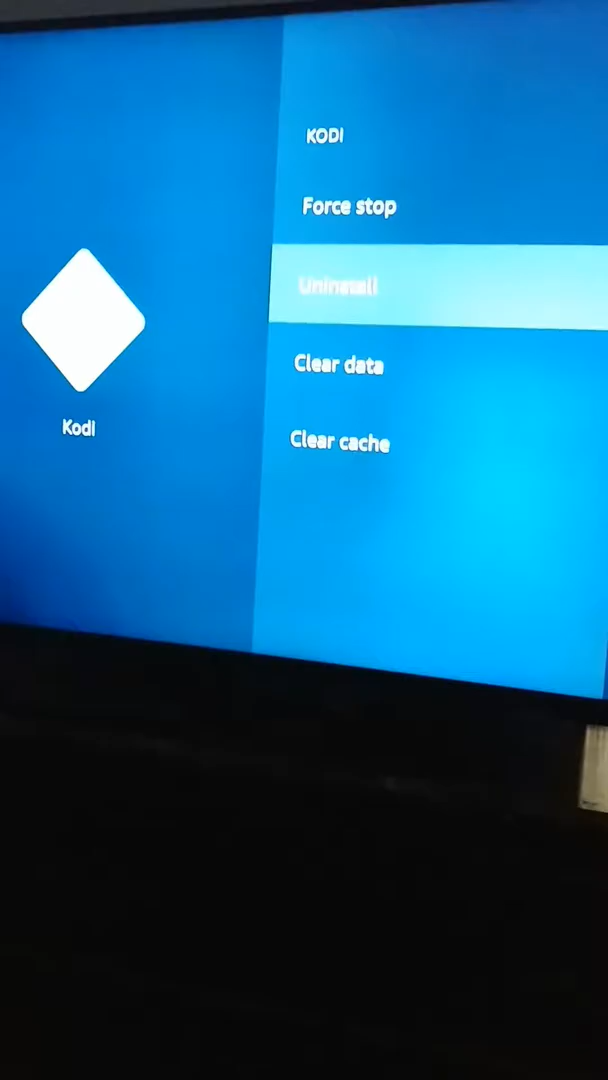 KODI
Force stop
Uninstall
Clear data
Clear cache
Kodi